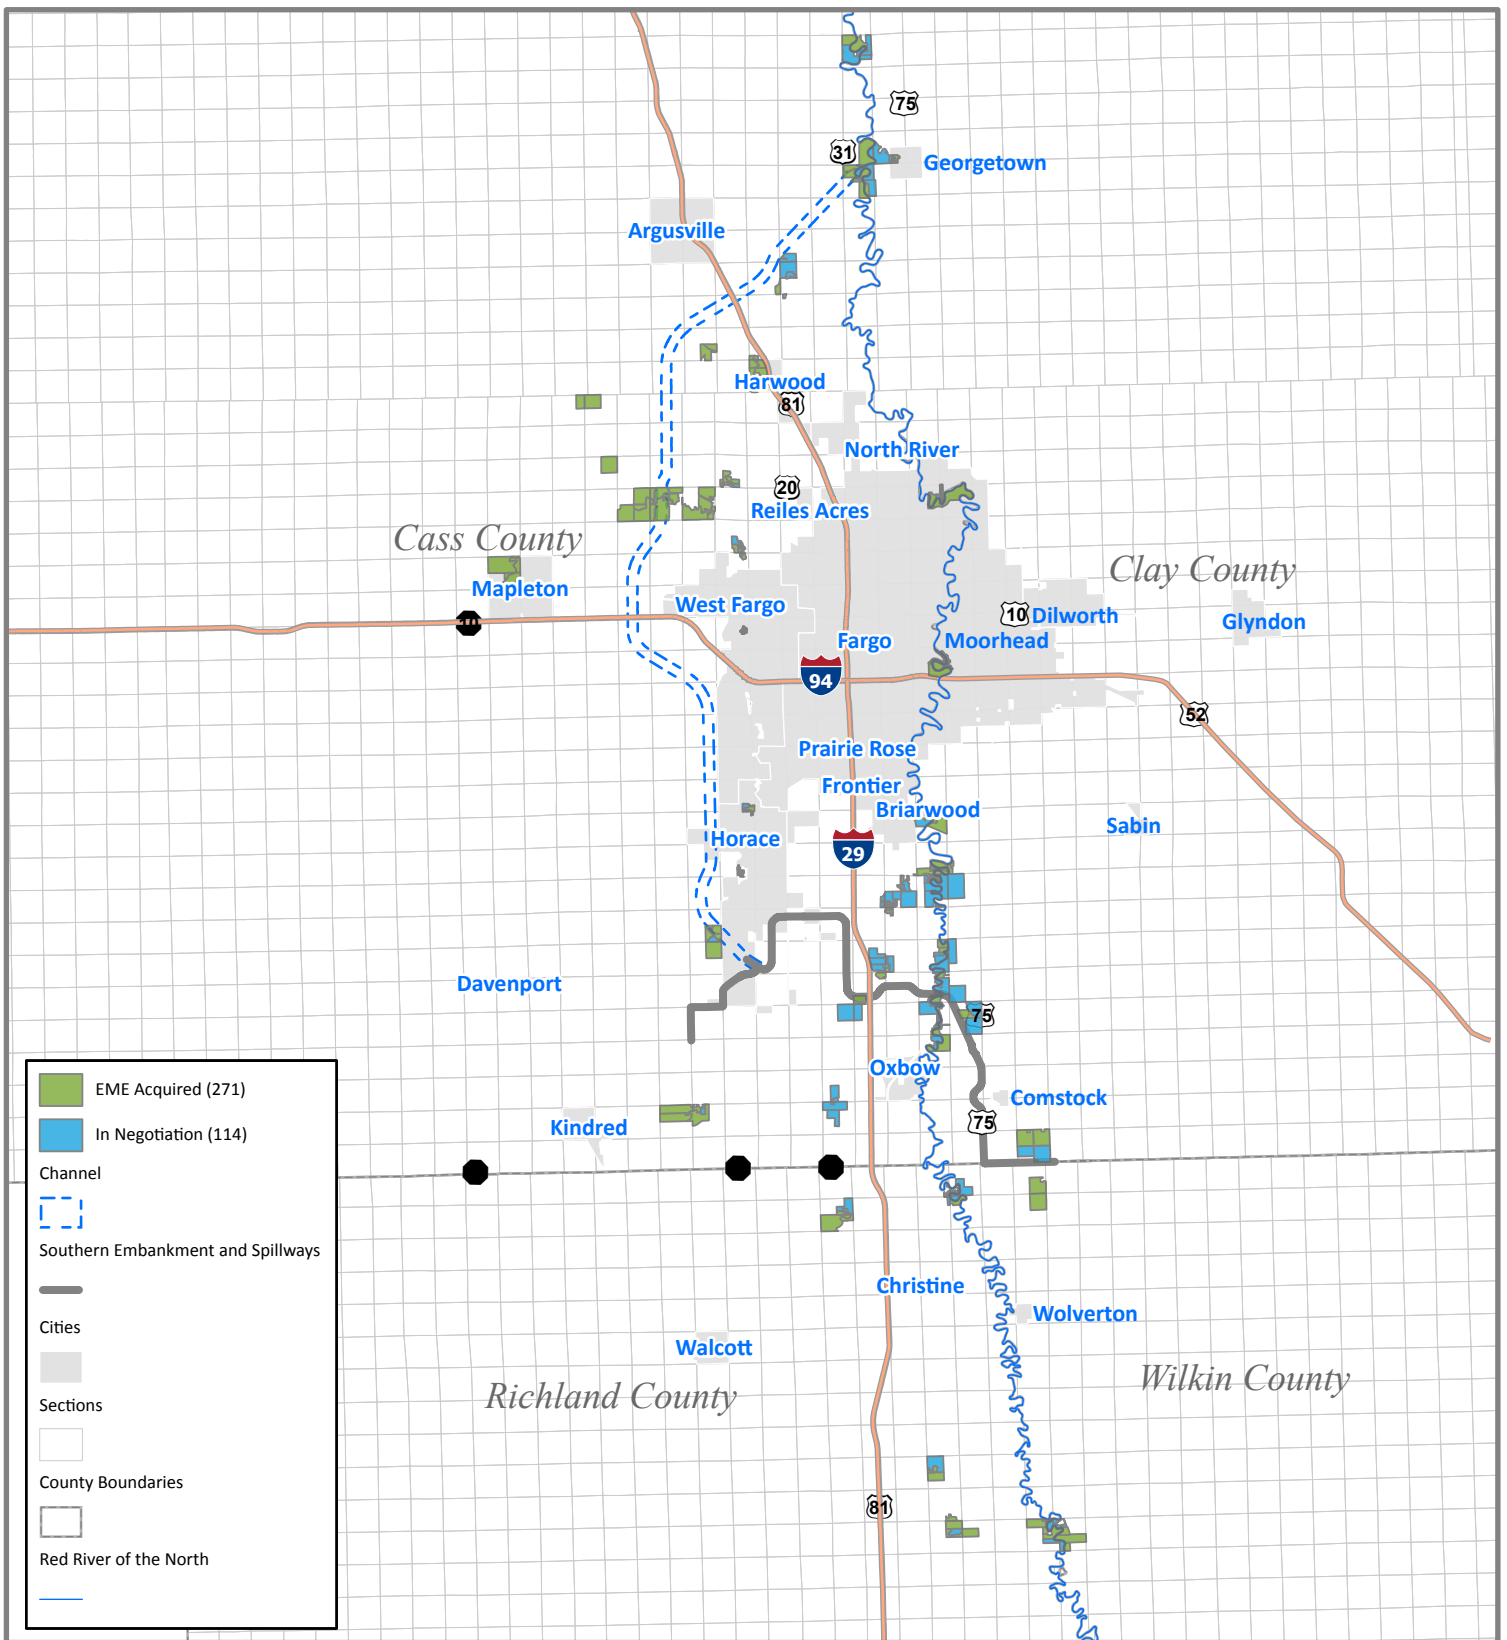 75
31
Georgetown
Argusville
Harwood
81
North River
20
Reiles Acres
Cass County
Clay County
Mapleton
West Fargo
10
Dilworth
Glyndon
10
Fargo
Moorhead
94
52
Prairie Rose
Frontier
Briarwood
Sabin
Horace
29
Davenport
75
Oxbow
Comstock
75
Kindred
Christine
Wolverton
Walcott
Richland County
Wilkin County
81
EME Acquired (271)
In Negotiation (114)
Channel
Southern Embankment and Spillways
Cities
Sections
County Boundaries
Red River of the North